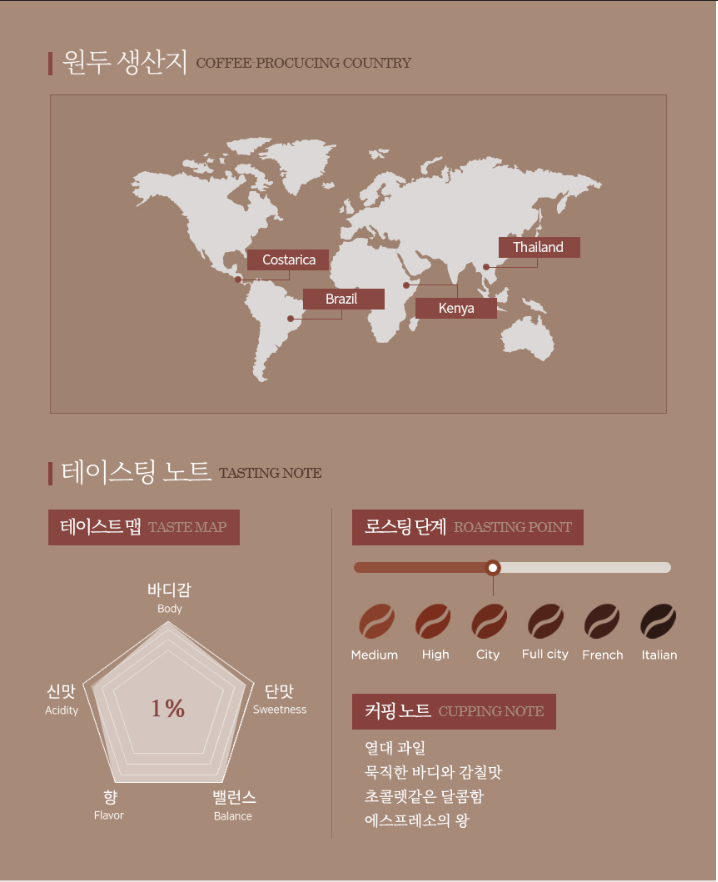 원두 생산지 COFFEE PROCUCING COUNTRY
Costarica
Thailand
Brazil
Kenya
테이스팅 노트 TASTING NOTE
테이스트 맵 TASTE MAP
바디감
Body
신맛
Acidity
1%
단맛
Sweetness
향
Flavor
밸런스
Balance
로스팅 단계 ROASTING POINT
Medium High City Full city French Italian
커핑 노트 CUPPING NOTE
열대 과일
묵직한 바디와 감칠맛
초콜렛같은 달콤함
에스프레소의 왕